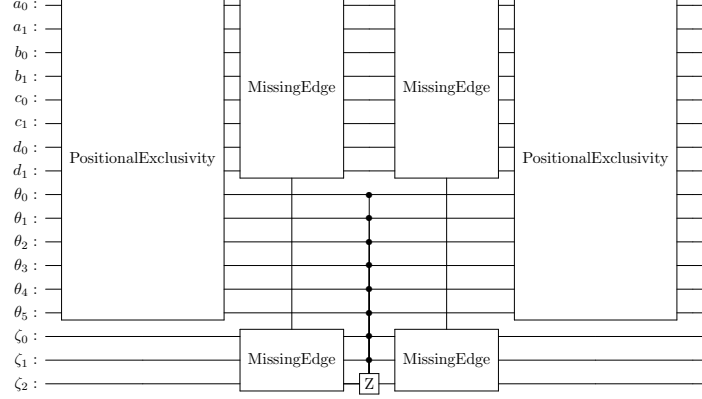 a₀ :
a₁ :
b₀ :
b₁ :
MissingEdge MissingEdge
c₀ :
c₁ :
d₀ :
PositionalExclusivity PositionalExclusivity
d₁ :
θ₀ :
θ₁ :
θ₂ :
θ₃ :
θ₄ :
θ₅ :
ζ₀ :
ζ₁ : MissingEdge MissingEdge
ζ₂ : Z